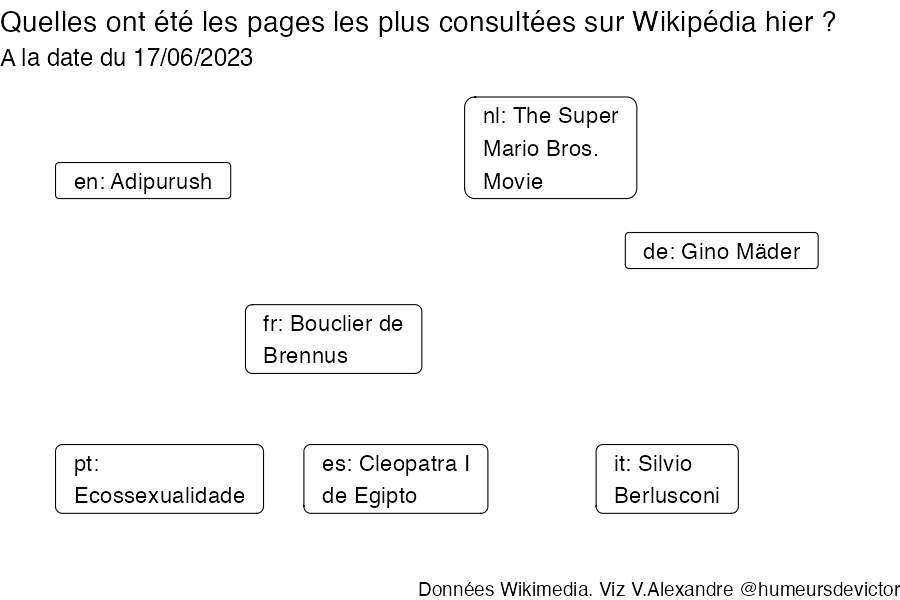 Quelles ont été les pages les plus consultées sur Wikipédia hier ?
A la date du 17/06/2023
nl: The Super
Mario Bros.
Movie
en: Adipurush
de: Gino Mäder
fr: Bouclier de
Brennus
pt:
Ecossexualidade
es: Cleopatra I
de Egipto
it: Silvio
Berlusconi
Données Wikimedia. Viz V.Alexandre @humeursdevictor